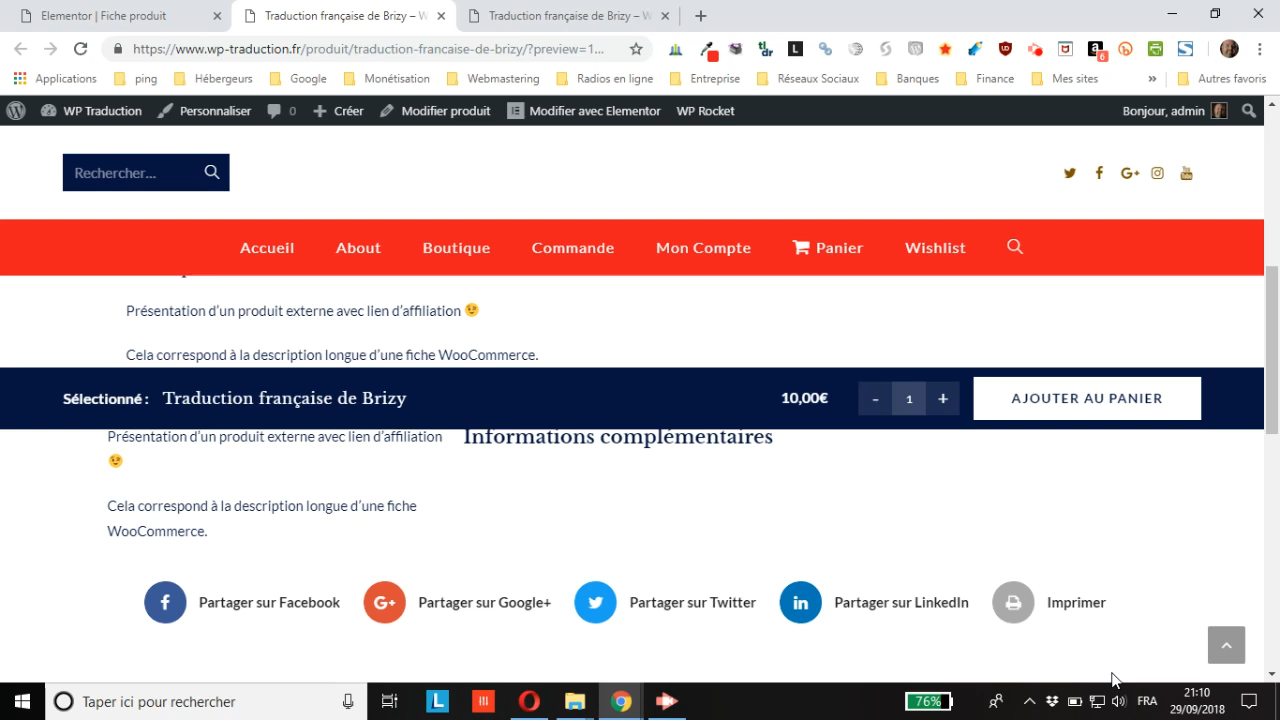 Elementor | Fiche produit
Traduction française de Brizy – W
Traduction française de Brizy – W
https://www.wp-traduction.fr/produit/traduction-francaise-de-brizy/?preview=1...
Applications
ping
Hébergeurs
Google
Monétisation
Webmastering
Radios en ligne
Entreprise
Réseaux Sociaux
Banques
Finance
Mes sites
»
Autres favoris
WP Traduction
Personnaliser
0
Créer
Modifier produit
Modifier avec Elementor
WP Rocket
Bonjour, admin
Rechercher...
Accueil
About
Boutique
Commande
Mon Compte
Panier
Wishlist
Présentation d'un produit externe avec lien d'affiliation 😉
Cela correspond à la description longue d'une fiche WooCommerce.
Sélectionné : Traduction française de Brizy
10,00€
- 1 +
AJOUTER AU PANIER
Présentation d'un produit externe avec lien d'affiliation
😉
Informations complémentaires
Cela correspond à la description longue d'une fiche
WooCommerce.
Partager sur Facebook
Partager sur Google+
Partager sur Twitter
Partager sur LinkedIn
Imprimer
Taper ici pour rechercher
76%
FRA
21:10
29/09/2018